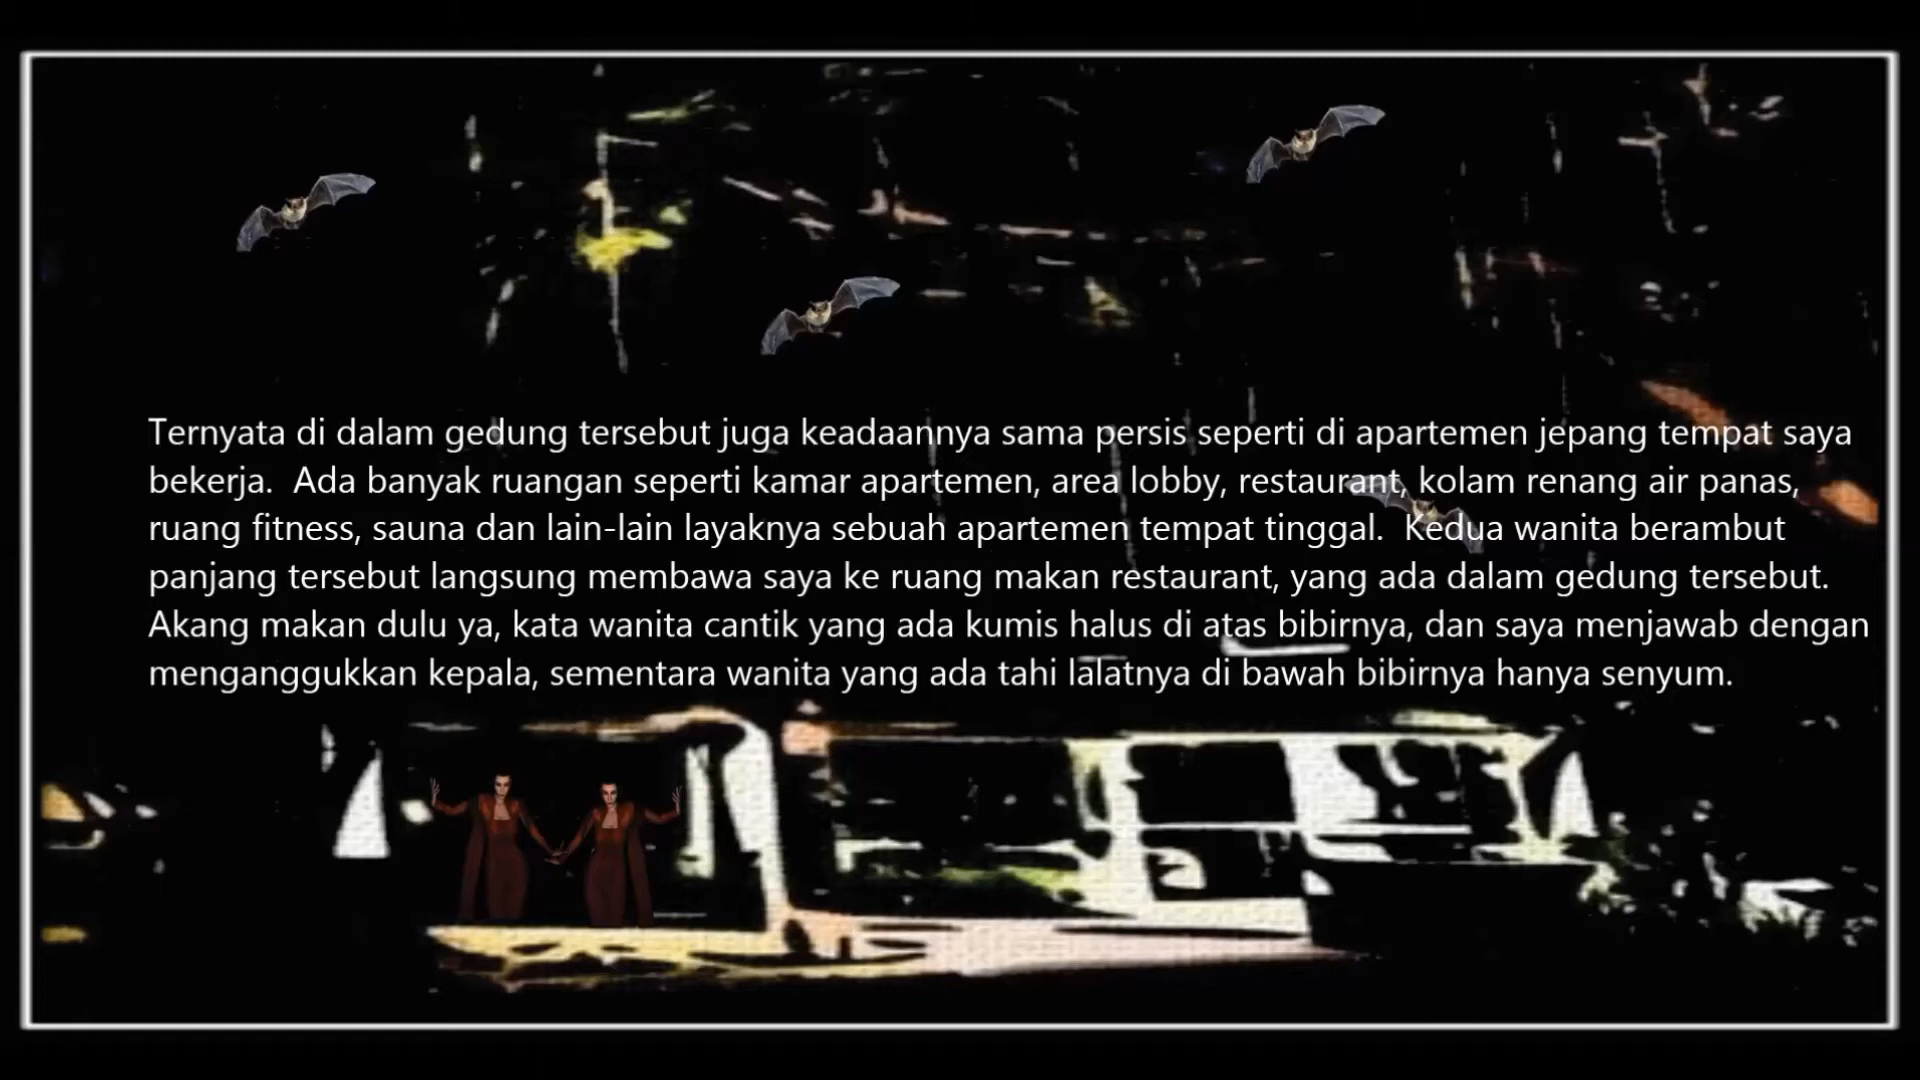 Ternyata di dalam gedung tersebut juga keadaannya sama persis seperti di apartemen jepang tempat saya
bekerja.  Ada banyak ruangan seperti kamar apartemen, area lobby, restaurant, kolam renang air panas,
ruang fitness, sauna dan lain-lain layaknya sebuah apartemen tempat tinggal.  Kedua wanita berambut
panjang tersebut langsung membawa saya ke ruang makan restaurant, yang ada dalam gedung tersebut.
Akang makan dulu ya, kata wanita cantik yang ada kumis halus di atas bibirnya, dan saya menjawab dengan
menganggukkan kepala, sementara wanita yang ada tahi lalatnya di bawah bibirnya hanya senyum.